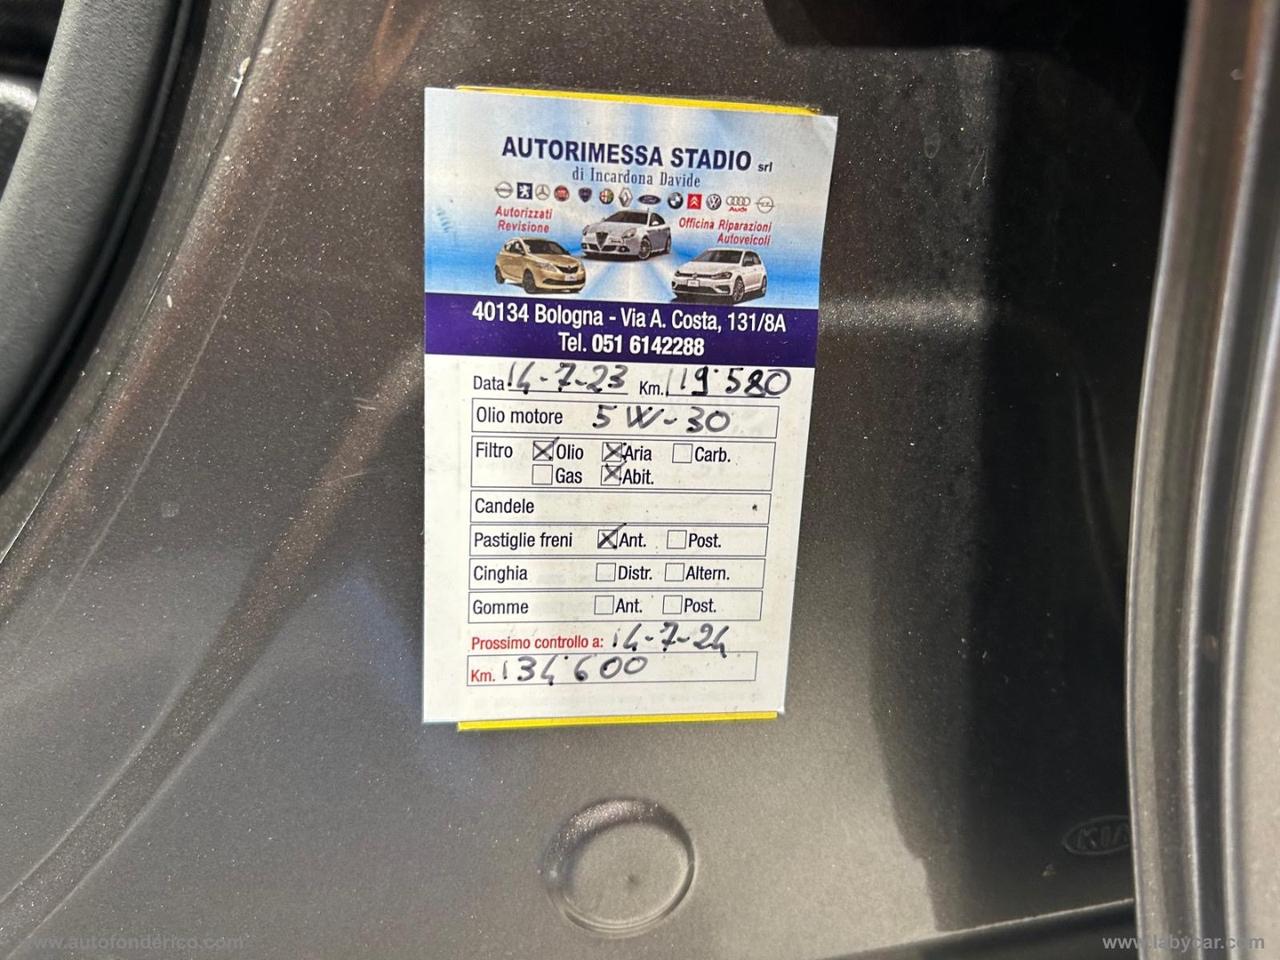 AUTORIMESSA STADIO srl
di Incardona Davide
Autorizzati
Revisione
Officina Riparazioni
Autoveicoli
40134 Bologna - Via A. Costa, 131/8A
Tel. 051 6142288
Data 14-7-23 Km. 119'580
Olio motore 5W-30
Filtro Olio Aria Carb.
Gas Abit.
Candele
Pastiglie freni Ant. Post.
Cinghia Distr. Altern.
Gomme Ant. Post.
Prossimo controllo a: 14-7-24
Km. 134'600
KIA
www.autofonderico.com
www.labycar.com